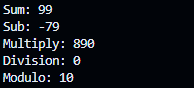 Sum: 99
Sub: -79
Multiply: 890
Division: 0
Modulo: 10